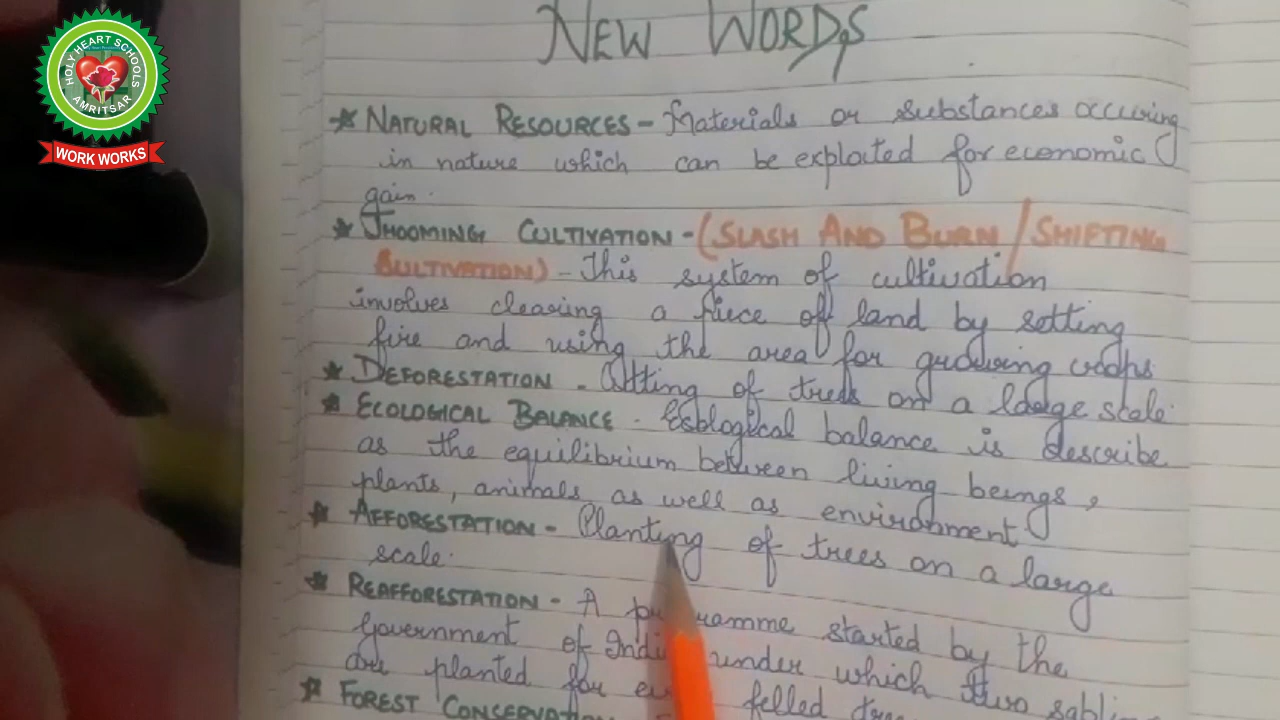 HOLY HEART SCHOOLS
AMRITSAR
WORK WORKS
NEW WORDS
★ NATURAL RESOURCES - Materials or substances occuring
in nature which can be exploited for economic
gain.
★ JHOOMING CULTIVATION - (SLASH AND BURN / SHIFTING
CULTIVATION) - This system of cultivation
involves clearing a piece of land by setting
fire and using the area for growing crops
★ DEFORESTATION - Cutting of trees on a large scale.
★ ECOLOGICAL BALANCE - Ecological balance is describe
as the equilibrium between living beings,
plants, animals as well as environment
★ AFFORESTATION - Planting of trees on a large
scale.
★ REAFFORESTATION - A programme started by the
Government of India under which two
are planted for felled
★ FOREST